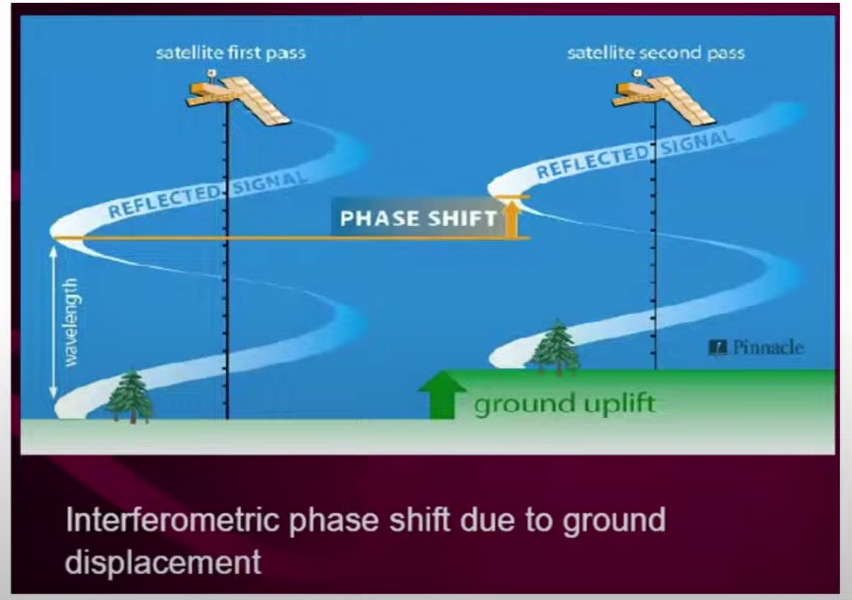 satellite first pass
satellite second pass
REFLECTED SIGNAL
REFLECTED SIGNAL
PHASE SHIFT
wavelength
Pinnacle
ground uplift
Interferometric phase shift due to ground
displacement